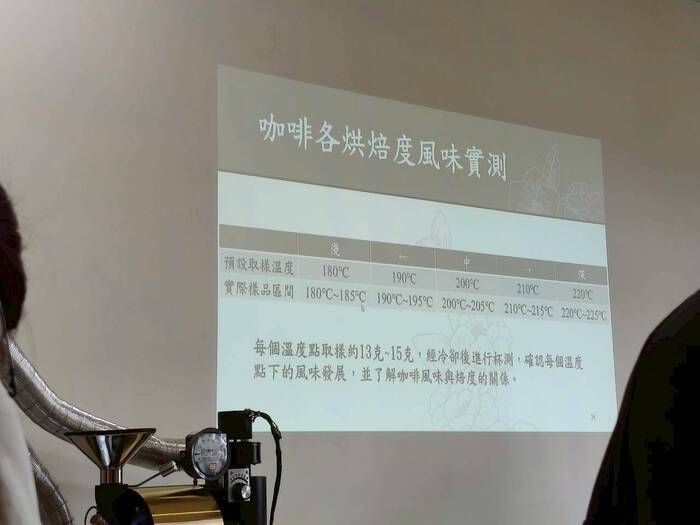 咖啡各烘焙度風味實測
淺 ← 中 → 深
預設取樣溫度 180℃ 190℃ 200℃ 210℃ 220℃
實際樣品區間 180℃~185℃ 190℃~195℃ 200℃~205℃ 210℃~215℃ 220℃~225℃
每個溫度點取樣約13克~15克，經冷卻後進行杯測，確認每個溫度
點下的風味發展，並了解咖啡風味與焙度的關係。